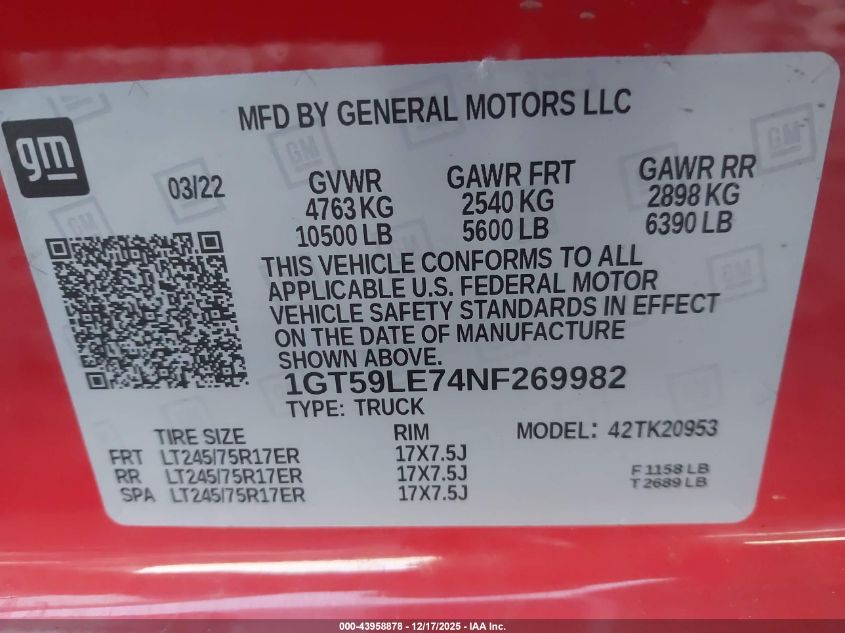 MFD BY GENERAL MOTORS LLC
gm
03/22 GVWR GAWR FRT GAWR RR
4763 KG 2540 KG 2898 KG
10500 LB 5600 LB 6390 LB
THIS VEHICLE CONFORMS TO ALL
APPLICABLE U.S. FEDERAL MOTOR
VEHICLE SAFETY STANDARDS IN EFFECT
ON THE DATE OF MANUFACTURE
SHOWN ABOVE.
1GT59LE74NF269982
TYPE: TRUCK
TIRE SIZE RIM MODEL: 42TK20953
FRT LT245/75R17ER 17X7.5J
RR LT245/75R17ER 17X7.5J F 1158 LB
SPA LT245/75R17ER 17X7.5J T 2689 LB
000-43958878 - 12/17/2025 - IAA Inc.